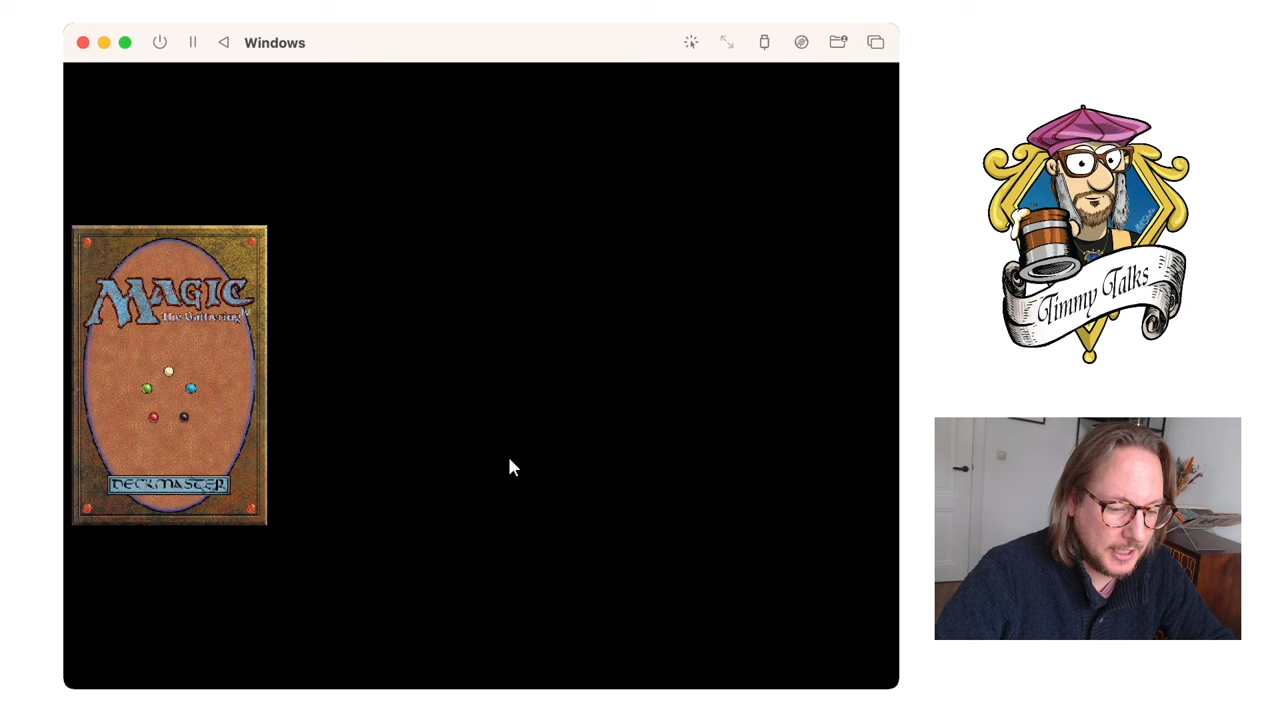 Windows
MAGIC
The Gathering
DECKMASTER
Timmy Talks